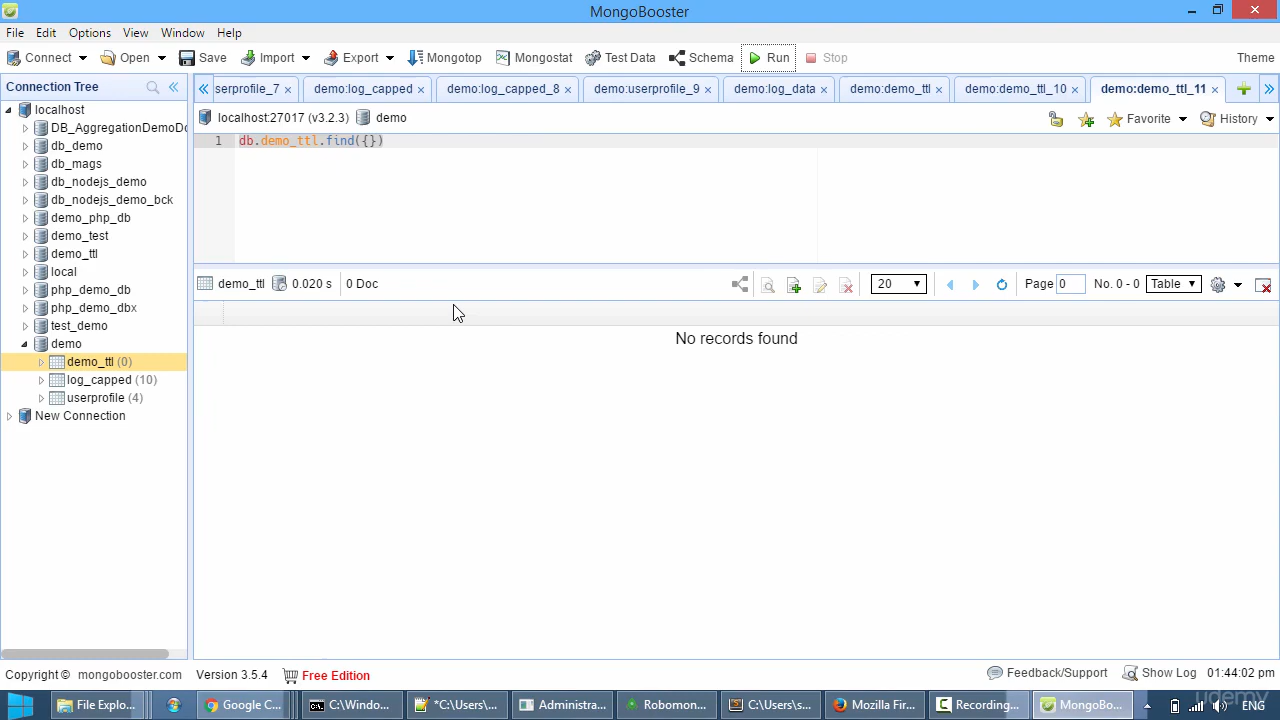 MongoBooster
File Edit Options View Window Help
Connect Open Save Import Export Mongotop Mongostat Test Data Schema Run Stop Theme
Connection Tree
serprofile_7 × demo:log_capped × demo:log_capped_8 × demo:userprofile_9 × demo:log_data × demo:demo_ttl × demo:demo_ttl_10 × demo:demo_ttl_11 ×
localhost:27017 (v3.2.3) demo Favorite History
1 db.demo_ttl.find({})
localhost
DB_AggregationDemoDo
db_demo
db_mags
db_nodejs_demo
db_nodejs_demo_bck
demo_php_db
demo_test
demo_ttl
local
php_demo_db
php_demo_dbx
test_demo
demo
demo_ttl (0)
log_capped (10)
userprofile (4)
New Connection
demo_ttl 0.020 s 0 Doc 20 Page 0 No. 0 - 0 Table
No records found
Copyright © mongobooster.com Version 3.5.4 Free Edition Feedback/Support Show Log 01:44:02 pm
File Explo... Google C... C:\Windo... *C:\Users\... Administra... Robomon... C:\Users\s... Mozilla Fir... Recording... MongoBo... ENG
udemy